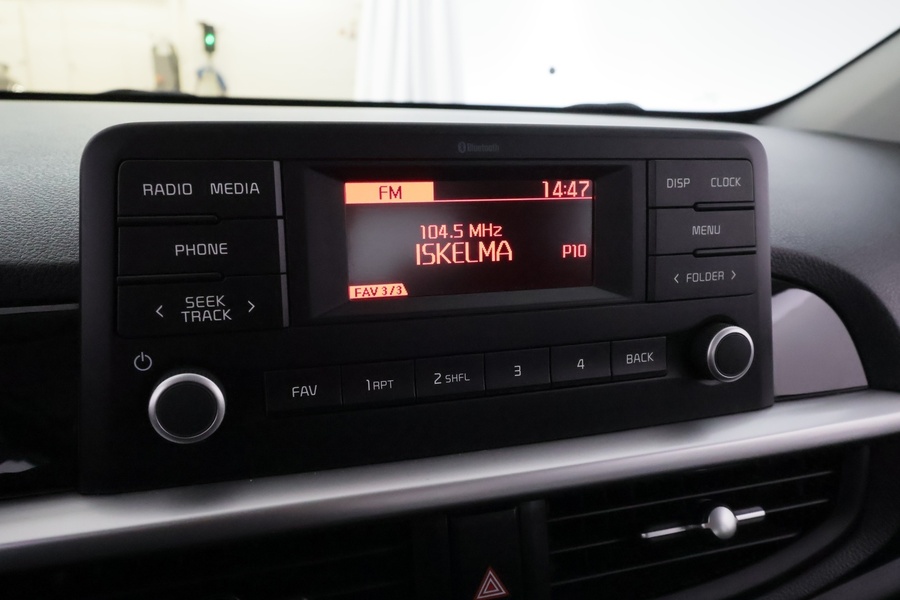 Bluetooth
RADIO MEDIA
PHONE
< SEEK TRACK >
FM 14:47
104.5 MHz
ISKELMA
P10
FAV 3/3
DISP CLOCK
MENU
< FOLDER >
FAV 1 RPT 2 SHFL 3 4 BACK